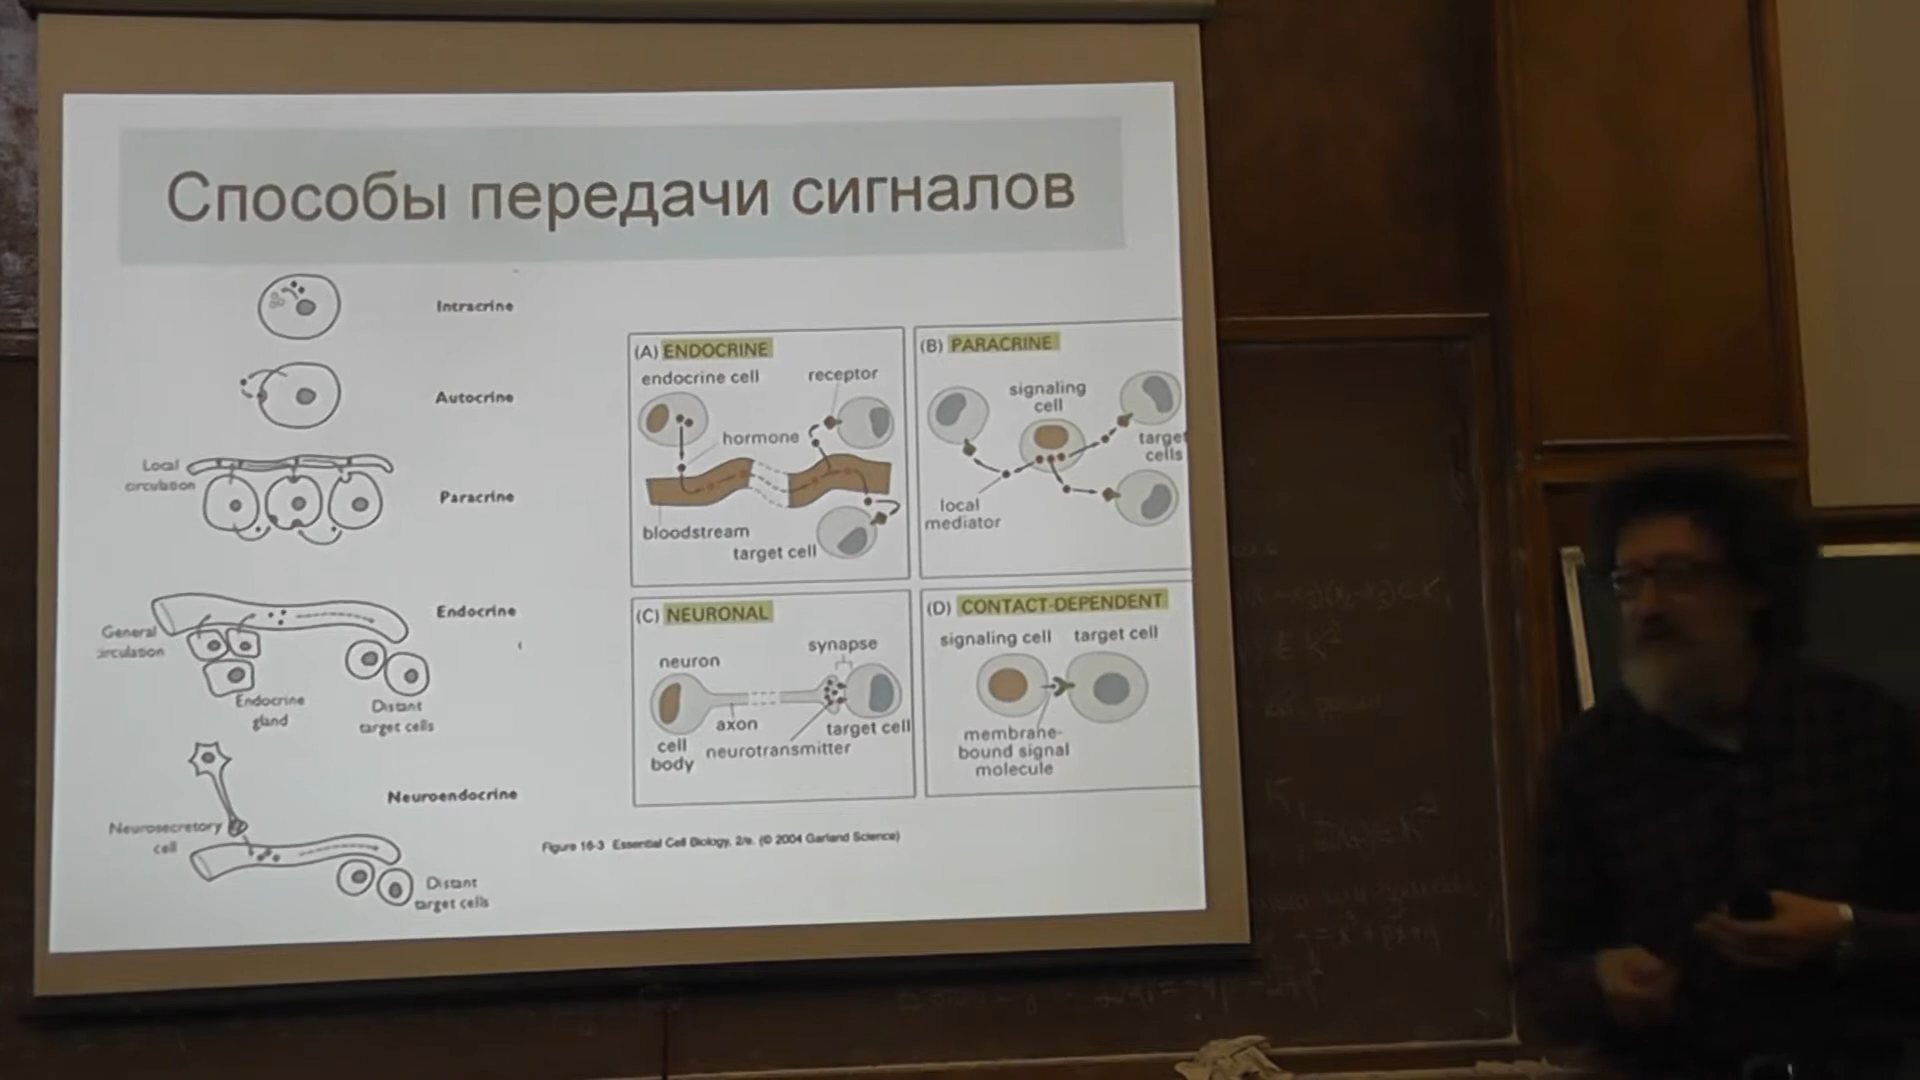 Способы передачи сигналов
Intracrine
Autocrine
Local
circulation
Paracrine
Endocrine
General
circulation
Endocrine
gland
Distant
target cells
Neuroendocrine
Neurosecretory
cell
Distant
target cells
(A) ENDOCRINE
endocrine cell
receptor
hormone
bloodstream
target cell
(B) PARACRINE
signaling
cell
target
cells
local
mediator
(C) NEURONAL
synapse
neuron
axon
target cell
cell
body
neurotransmitter
(D) CONTACT-DEPENDENT
signaling cell
target cell
membrane-
bound signal
molecule
Figure 16-3 Essential Cell Biology, 2/e. (© 2004 Garland Science)